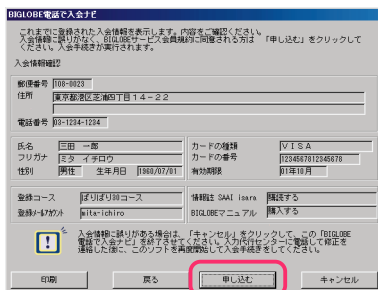 BIGLOBE電話で入会ナビ
これまでに登録された入会情報を表示します。内容をご確認ください。
入会情報に誤りがなく、BIGLOBEサービス会員規約に同意される方は 「申し込む」をクリックして
ください。入会手続きが実行されます。
入会情報確認
郵便番号 108-0023
住所 東京都港区芝浦四丁目14-22
電話番号 03-1234-1234
氏名 三田 一郎 カードの種類 VISA
フリガナ ミタ イチロウ カードの番号 1234567812345678
性別 男性 生年月日 1960/07/01 有効期限 01年10月
登録コース ばりばり30コース 情報誌 SAAI isara 購読する
登録メールアカウント mita-ichiro BIGLOBEマニュアル 購入する
入会情報に誤りがある場合は、「キャンセル」をクリックして、この「BIGLOBE
電話で入会ナビ」を終了させてください。入力代行センターに電話して修正を
連絡した後に、このソフトを再度開始して入会手続きをしてください。
印刷 戻る 申し込む キャンセル